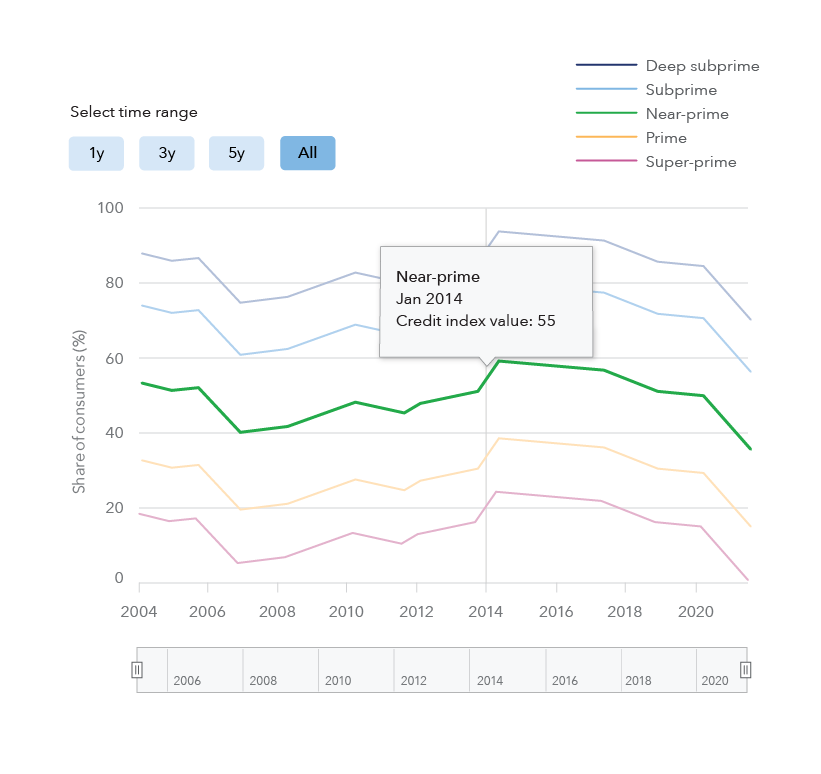 Deep subprime
Subprime
Near-prime
Prime
Super-prime
Select time range
1y 3y 5y All
100
80
60
40
20
0
Share of consumers (%)
Near-prime
Jan 2014
Credit index value: 55
2004 2006 2008 2010 2012 2014 2016 2018 2020
2006 2008 2010 2012 2014 2016 2018 2020